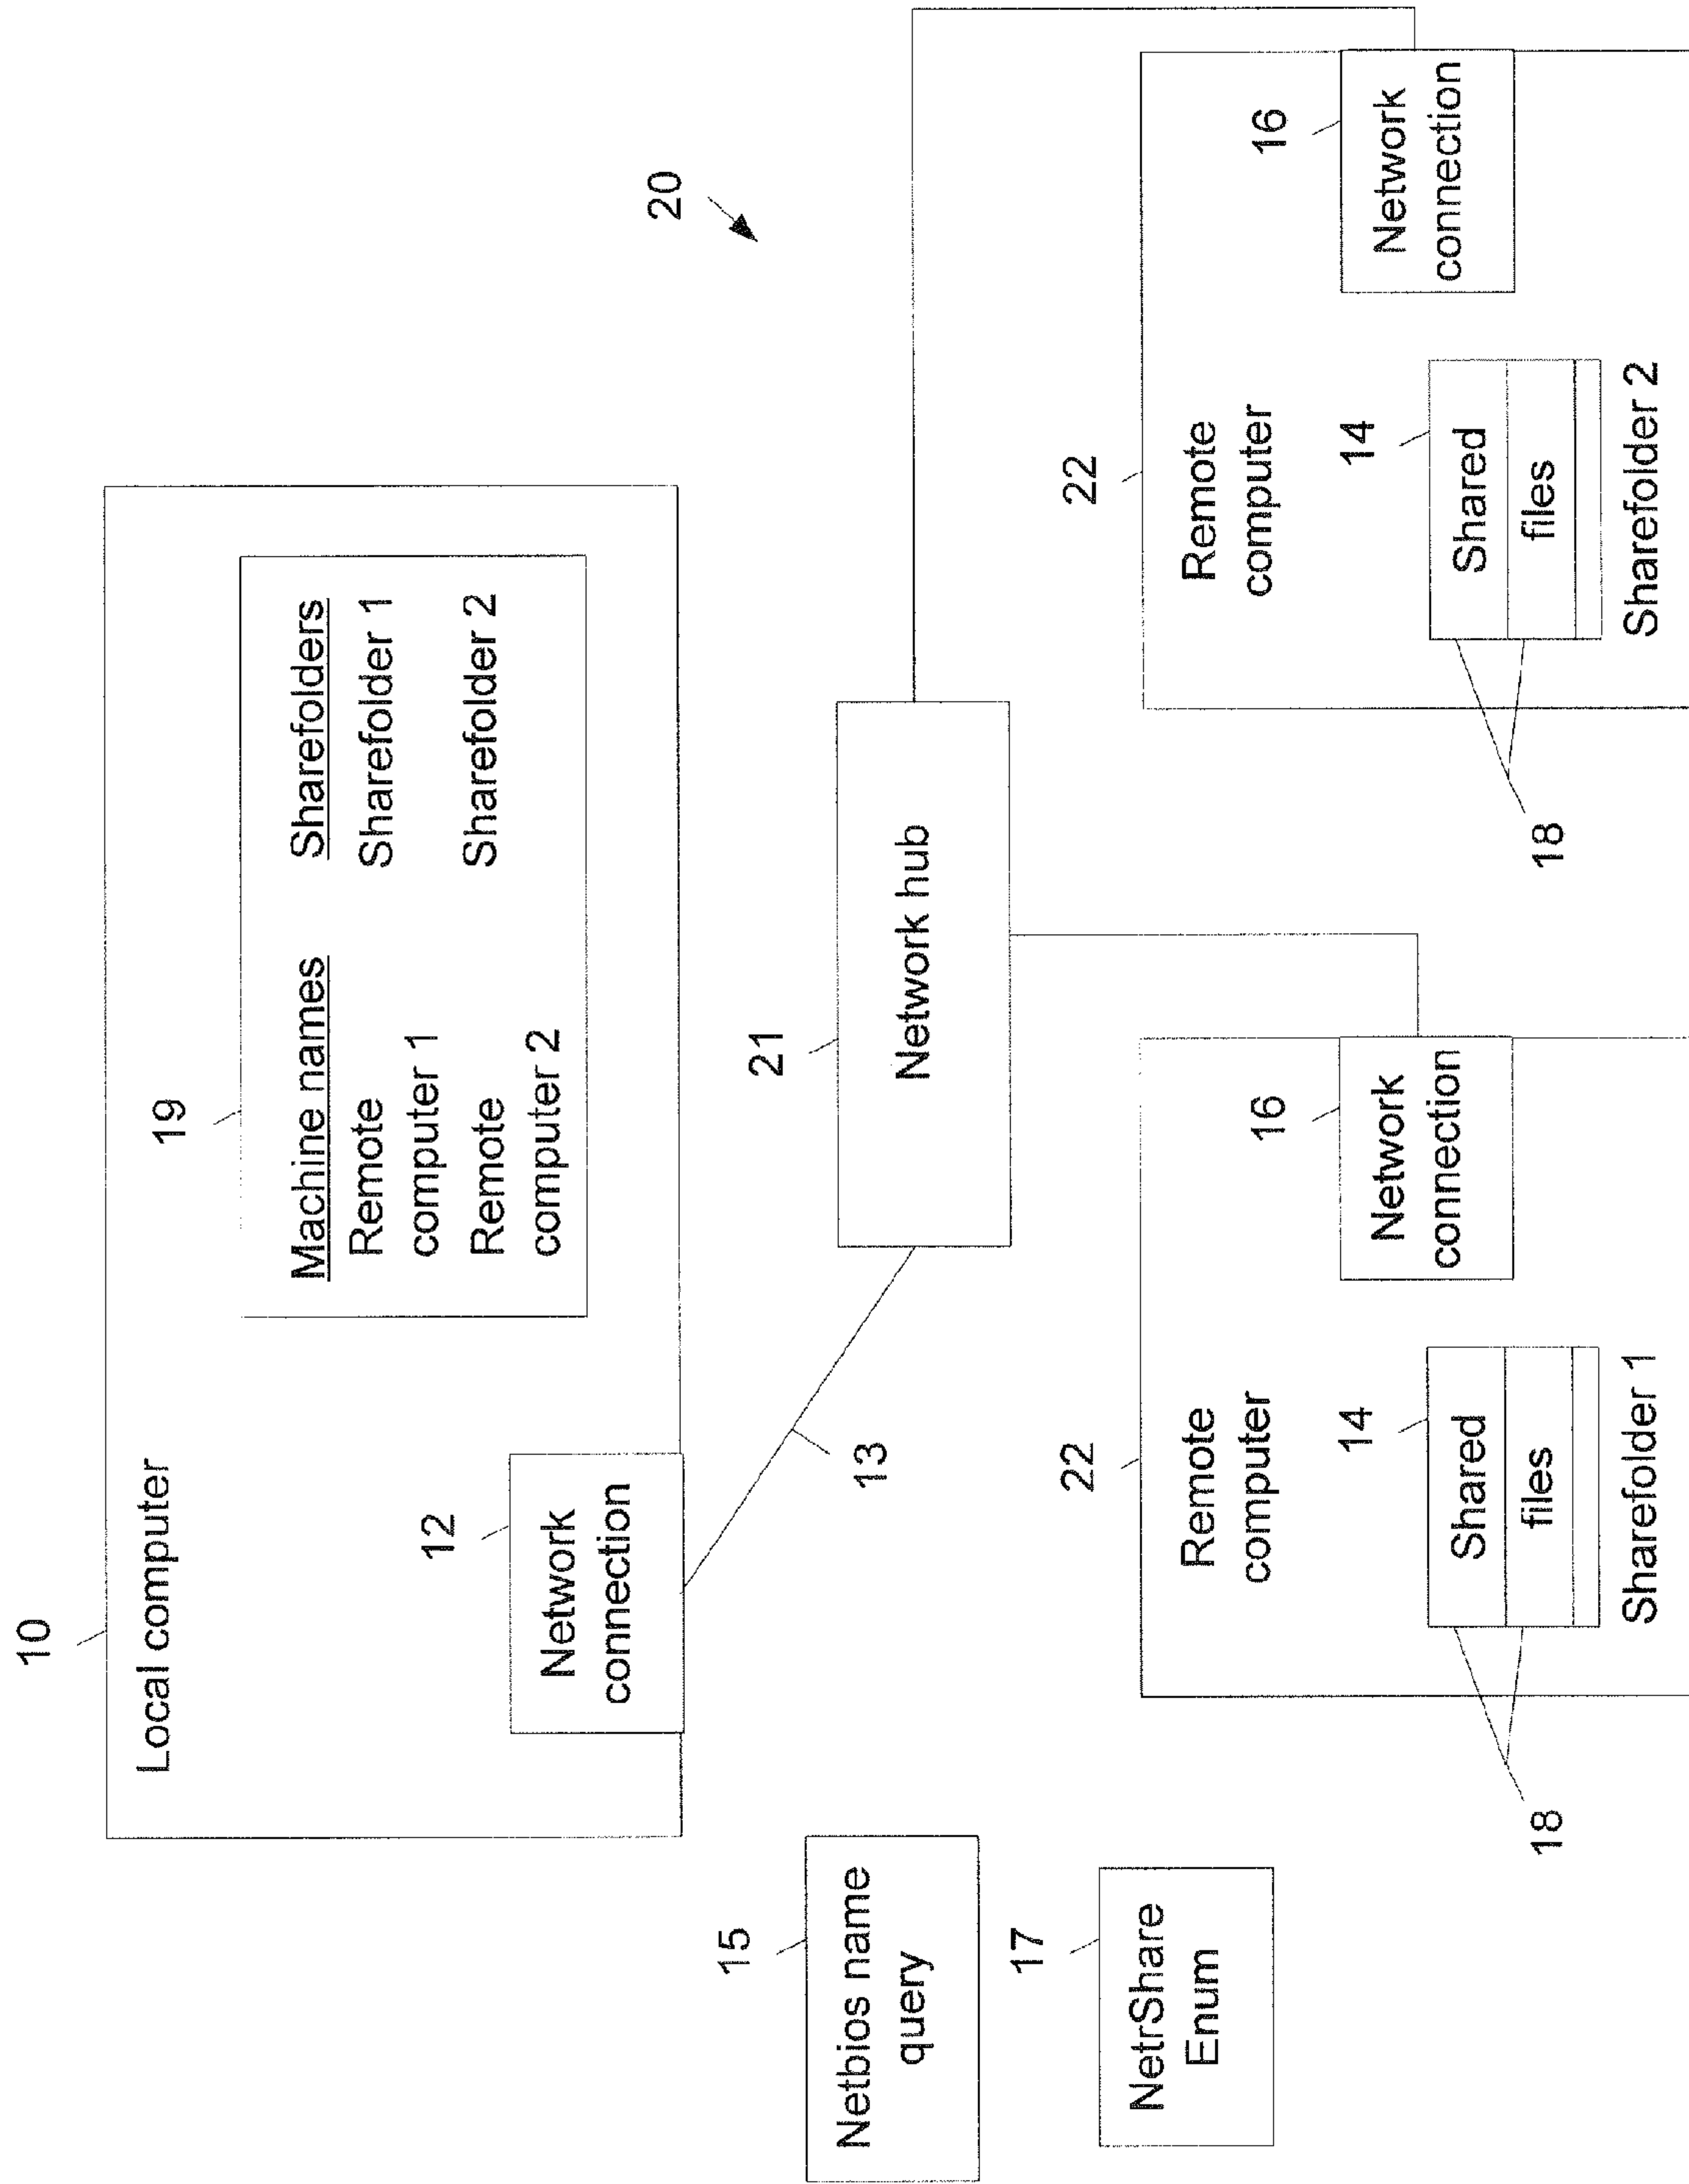 10
Local computer
19
Machine names
Sharefolders
Remote
computer 1
Sharefolder 1
Remote
computer 2
Sharefolder 2
12
Network
connection
13
20
15
Netbios name
query
21
Network hub
17
NetrShare
Enum
22
Remote
computer
16
Network
connection
14
Shared
files
18
Sharefolder 1
22
Remote
computer
16
Network
connection
14
Shared
files
18
Sharefolder 2